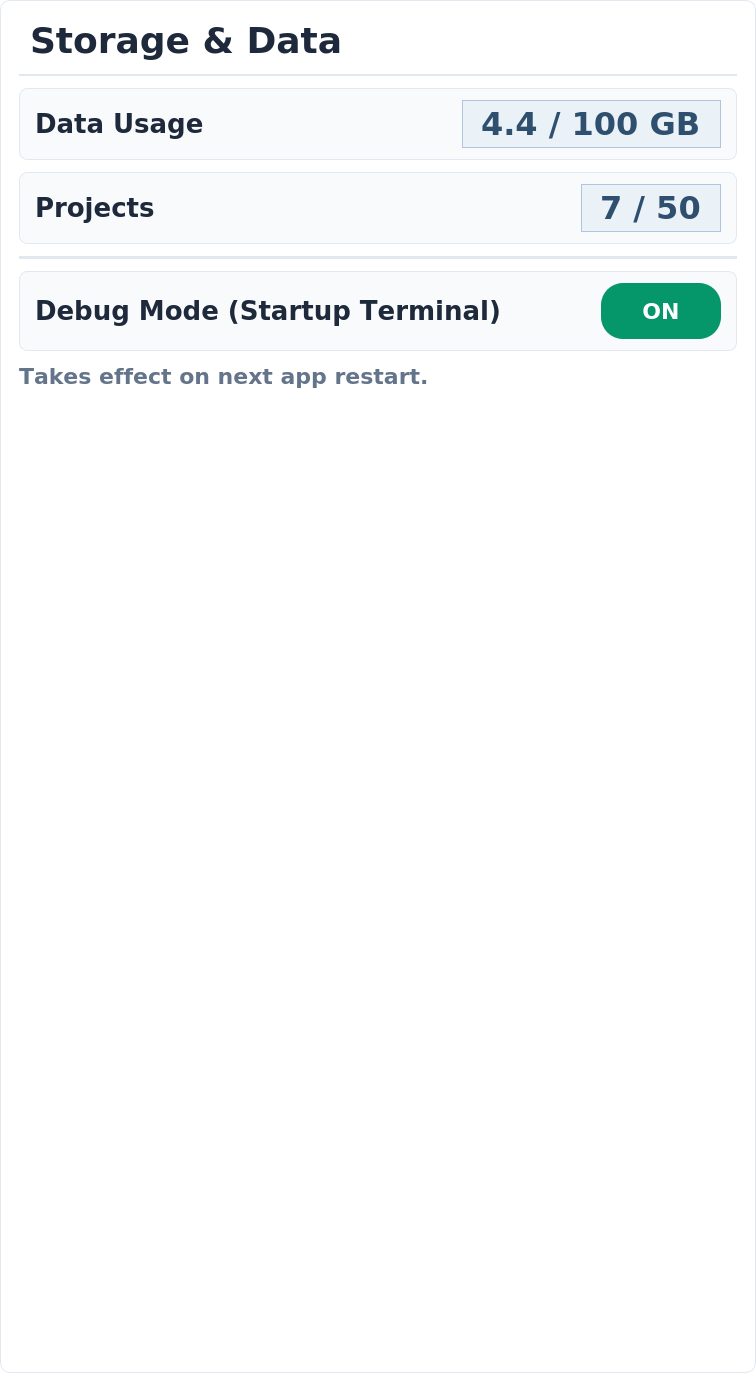 Storage & Data
Data Usage 4.4 / 100 GB
Projects 7 / 50
Debug Mode (Startup Terminal) ON
Takes effect on next app restart.